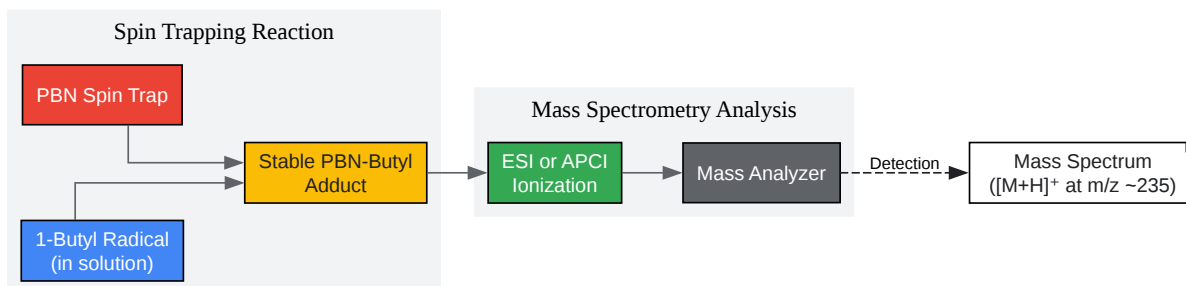 Spin Trapping Reaction
PBN Spin Trap
Stable PBN-Butyl
Adduct
1-Butyl Radical
(in solution)
Mass Spectrometry Analysis
ESI or APCI
Ionization
Mass Analyzer
Detection
Mass Spectrum
([M+H]⁺ at m/z ~235)